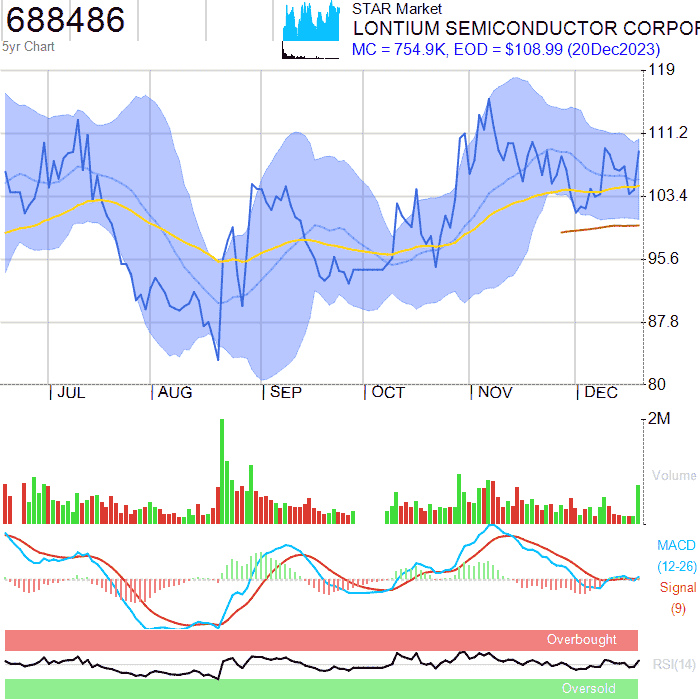 688486
STAR Market
LONTIUM SEMICONDUCTOR CORPOR
5yr Chart
MC = 754.9K, EOD = $108.99 (20Dec2023)
119
111.2
103.4
95.6
87.8
80
JUL AUG SEP OCT NOV DEC
2M
Volume
MACD
(12-26)
Signal
(9)
Overbought
RSI(14)
Oversold